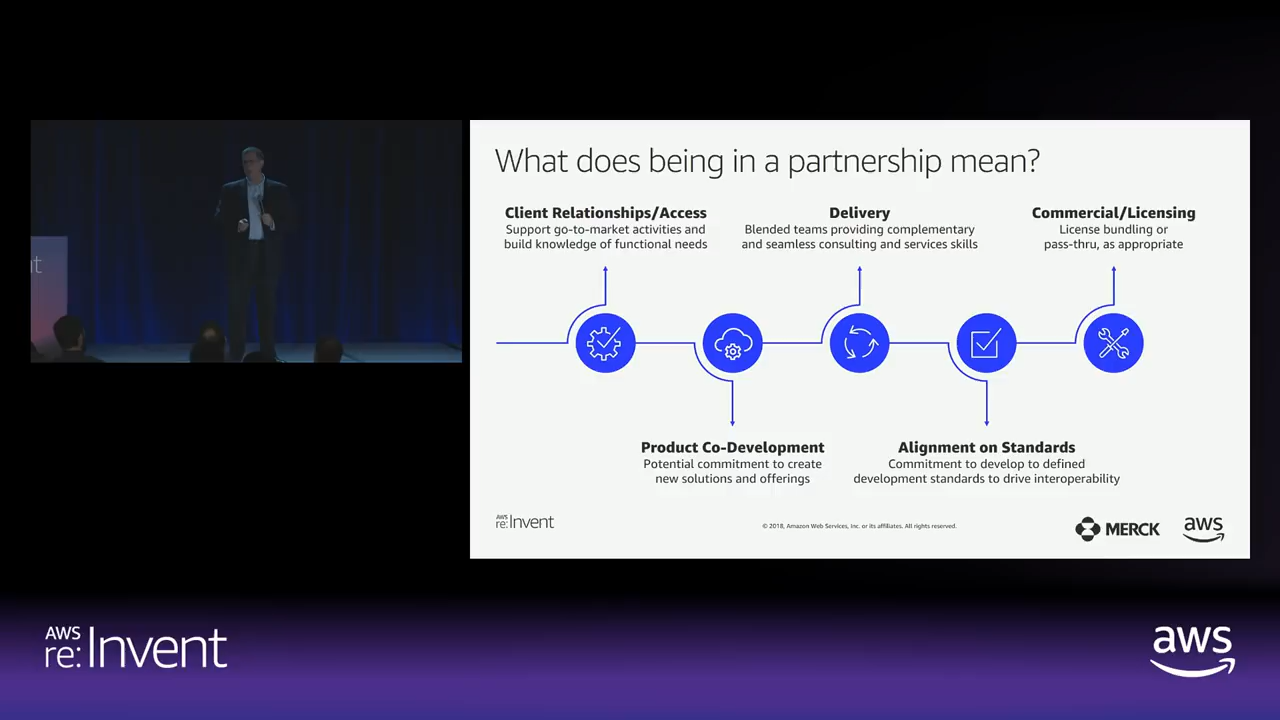 What does being in a partnership mean?
Client Relationships/Access
Support go-to-market activities and
build knowledge of functional needs
Delivery
Blended teams providing complementary
and seamless consulting and services skills
Commercial/Licensing
License bundling or
pass-thru, as appropriate
Product Co-Development
Potential commitment to create
new solutions and offerings
Alignment on Standards
Commitment to develop to defined
development standards to drive interoperability
AWS
re:Invent
© 2018, Amazon Web Services, Inc. or its affiliates. All rights reserved.
MERCK
aws
AWS
re:Invent
aws